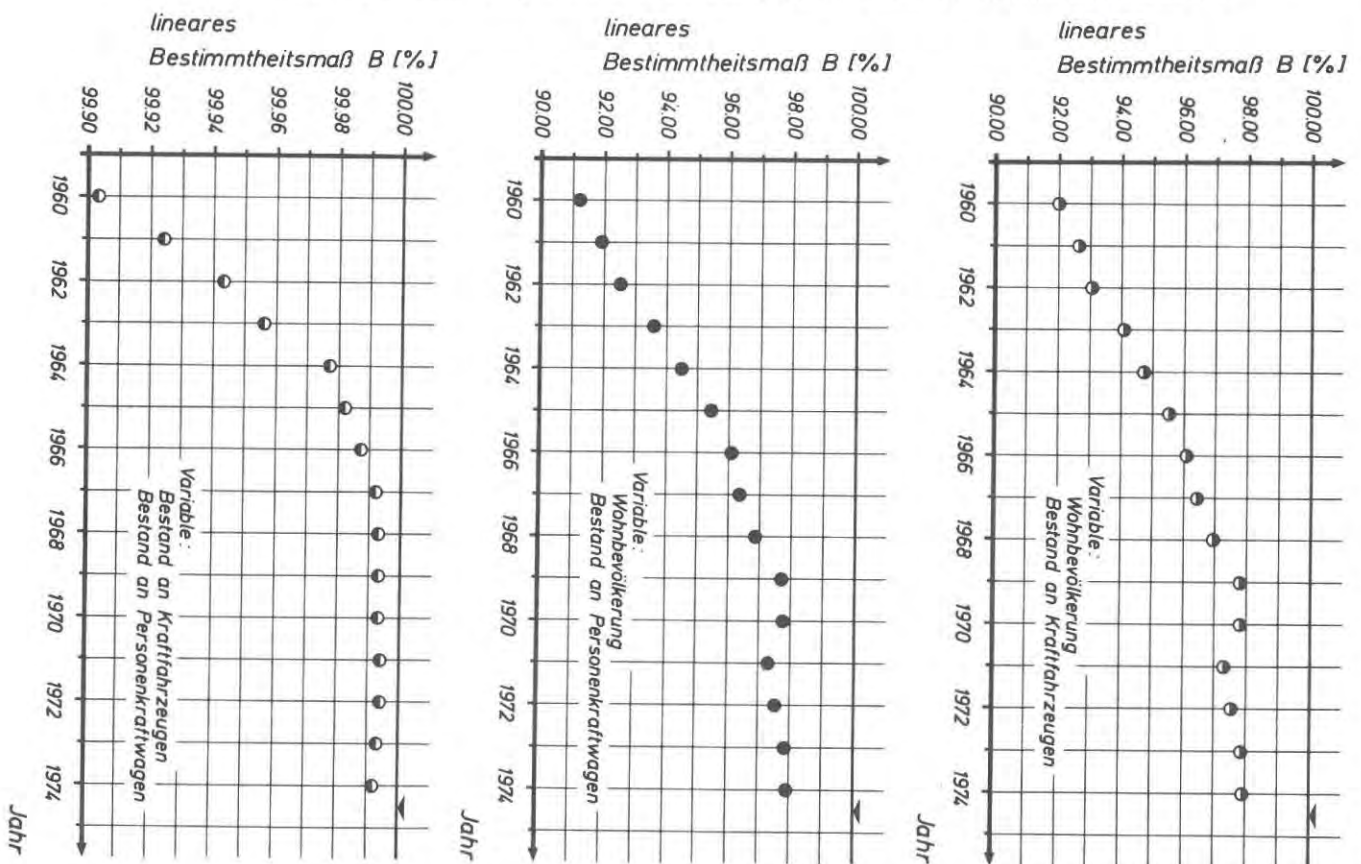 lineares
Bestimmtheitsmaß B [%]
99.90
99.92
99.94
99.96
99.98
100.00
1960
1962
1964
1966
1968
1970
1972
1974
Variable:
Bestand an Kraftfahrzeugen
Bestand an Personenkraftwagen
Jahr
lineares
Bestimmtheitsmaß B [%]
90.00
92.00
94.00
96.00
98.00
100.00
1960
1962
1964
1966
1968
1970
1972
1974
Variable:
Wohnbevölkerung
Bestand an Personenkraftwagen
Jahr
lineares
Bestimmtheitsmaß B [%]
90.00
92.00
94.00
96.00
98.00
100.00
1960
1962
1964
1966
1968
1970
1972
1974
Variable:
Wohnbevölkerung
Bestand an Kraftfahrzeugen
Jahr